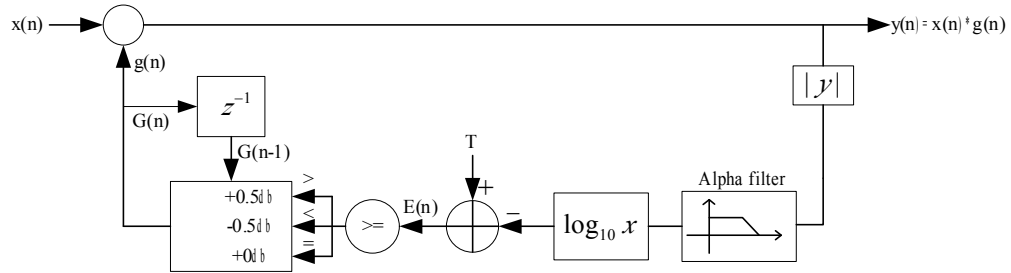 x(n)
y(n) = x(n) * g(n)
g(n)
|y|
z⁻¹
G(n)
G(n-1)
T
Alpha filter
>
+
+0.5db
E(n)
<
-0.5db
>=
−
log₁₀ x
=
+0db